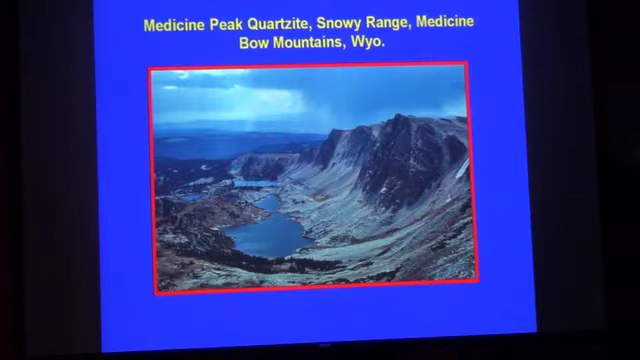 Medicine Peak Quartzite, Snowy Range, Medicine
Bow Mountains, Wyo.